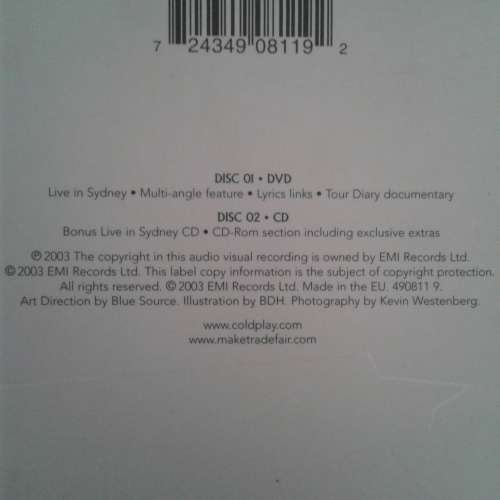 7 24349 08119 2
DISC 01 • DVD
Live in Sydney • Multi-angle feature • Lyrics links • Tour Diary documentary
DISC 02 • CD
Bonus Live in Sydney CD • CD-Rom section including exclusive extras
℗ 2003 The copyright in this audio visual recording is owned by EMI Records Ltd.
© 2003 EMI Records Ltd. This label copy information is the subject of copyright protection.
All rights reserved. © 2003 EMI Records Ltd. Made in the EU. 490811 9.
Art Direction by Blue Source. Illustration by BDH. Photography by Kevin Westenberg.
www.coldplay.com
www.maketradefair.com